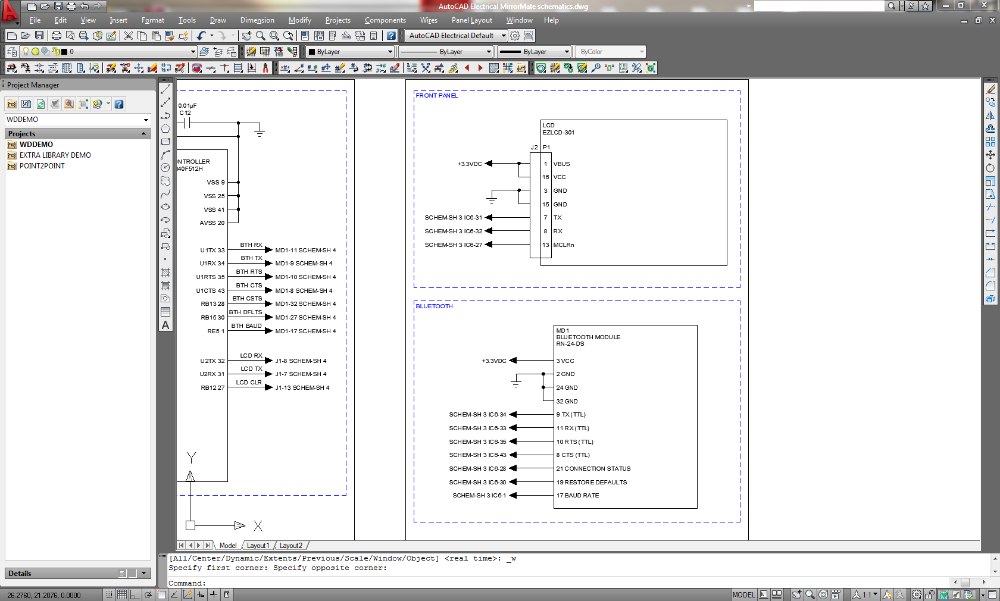 AutoCAD Electrical MirrorMate schematics.dwg
File Edit View Insert Format Tools Draw Dimension Modify Projects Components Wires Panel Layout Window Help
AutoCAD Electrical Default
0 ByLayer ByLayer ByLayer ByColor
Project Manager
WDDEMO
Projects
WDDEMO
EXTRA LIBRARY DEMO
POINT2POINT
Details
0.01µF
C12
ONTROLLER
340F512H
VSS 9
VSS 25
VSS 41
AVSS 20
U1TX 33 BTH RX MD1-11 SCHEM-SH 4
U1RX 34 BTH TX MD1-9 SCHEM-SH 4
U1RTS 35 BTH RTS MD1-10 SCHEM-SH 4
U1CTS 43 BTH CTS MD1-8 SCHEM-SH 4
RB13 28 BTH CSTS MD1-32 SCHEM-SH 4
RB15 30 BTH DFLTS MD1-27 SCHEM-SH 4
RE5 1 BTH BAUD MD1-17 SCHEM-SH 4
U2TX 32 LCD RX J1-8 SCHEM-SH 4
U2RX 31 LCD TX J1-7 SCHEM-SH 4
RB12 27 LCD CLR J1-13 SCHEM-SH 4
Y
X
FRONT PANEL
LCD
EZLCD-301
J2 P1
+3.3VDC 1 VBUS
16 VCC
3 GND
15 GND
SCHEM-SH 3 IC6-31 7 TX
SCHEM-SH 3 IC6-32 8 RX
SCHEM-SH 3 IC6-27 13 MCLRn
BLUETOOTH
MD1
BLUETOOTH MODULE
RN-24-DS
+3.3VDC 3 VCC
2 GND
24 GND
32 GND
SCHEM-SH 3 IC6-34 9 TX (TTL)
SCHEM-SH 3 IC6-33 11 RX (TTL)
SCHEM-SH 3 IC6-35 10 RTS (TTL)
SCHEM-SH 3 IC6-43 8 CTS (TTL)
SCHEM-SH 3 IC6-28 21 CONNECTION STATUS
SCHEM-SH 3 IC6-30 19 RESTORE DEFAULTS
SCHEM-SH 3 IC6-1 17 BAUD RATE
Model Layout1 Layout2
[All/Center/Dynamic/Extents/Previous/Scale/Window/Object] <real time>: _w
Specify first corner: Specify opposite corner:
Command:
26.2760, 21.2076, 0.0000 MODEL 1:1